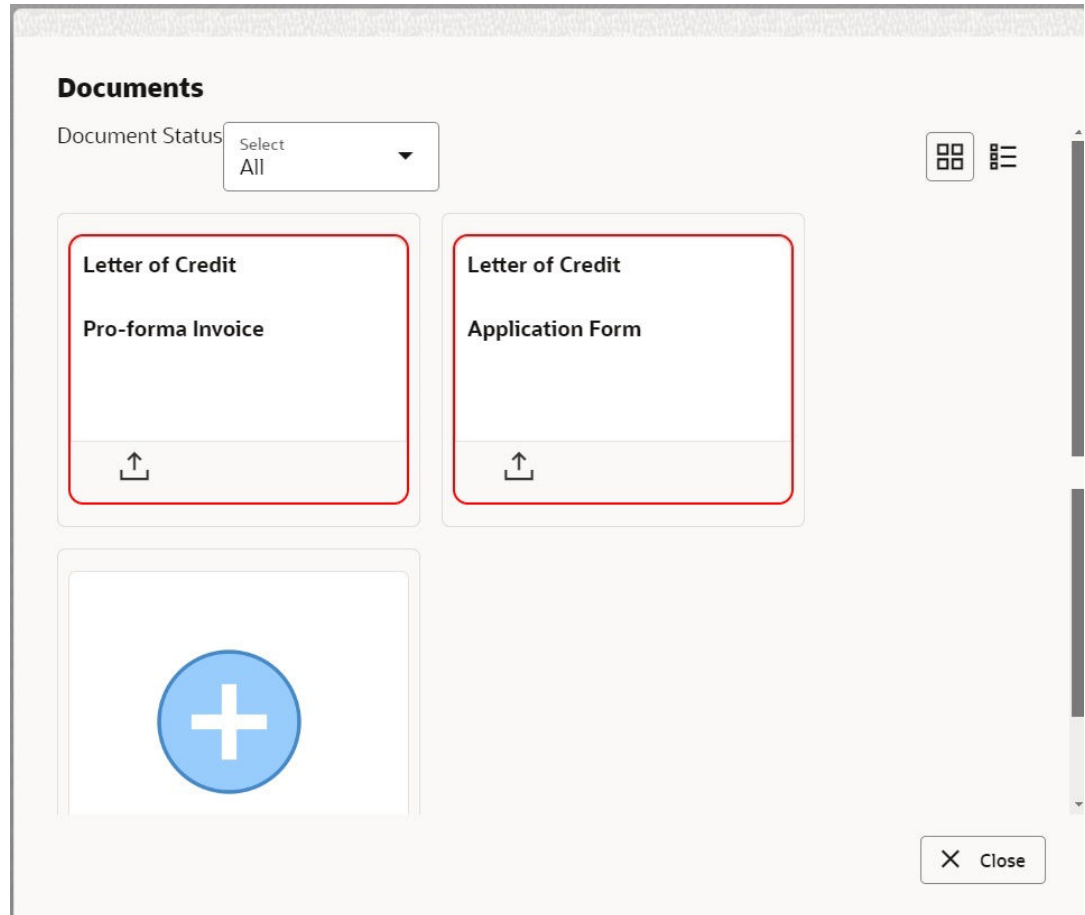 Documents
Document Status
Select
All
Letter of Credit
Pro-forma Invoice
Letter of Credit
Application Form
Close